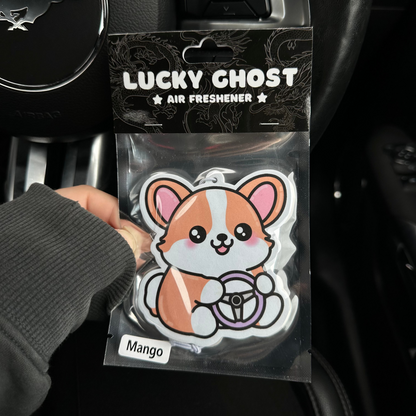 LUCKY GHOST
★ AIR FRESHENER ★
Mango